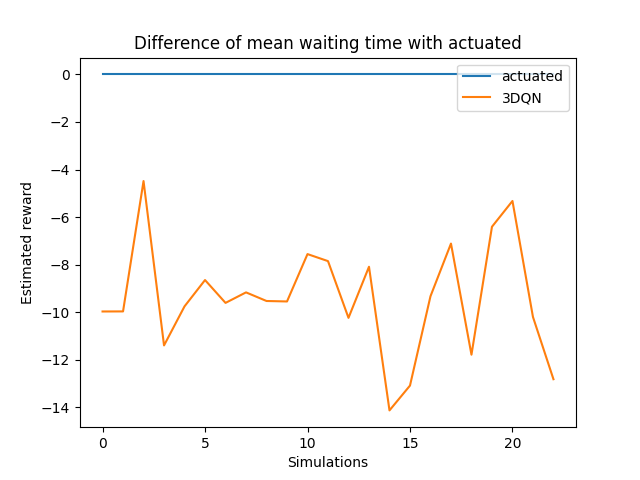 Difference of mean waiting time with actuated
actuated
3DQN
Estimated reward
0
−2
−4
−6
−8
−10
−12
−14
0
5
10
15
20
Simulations